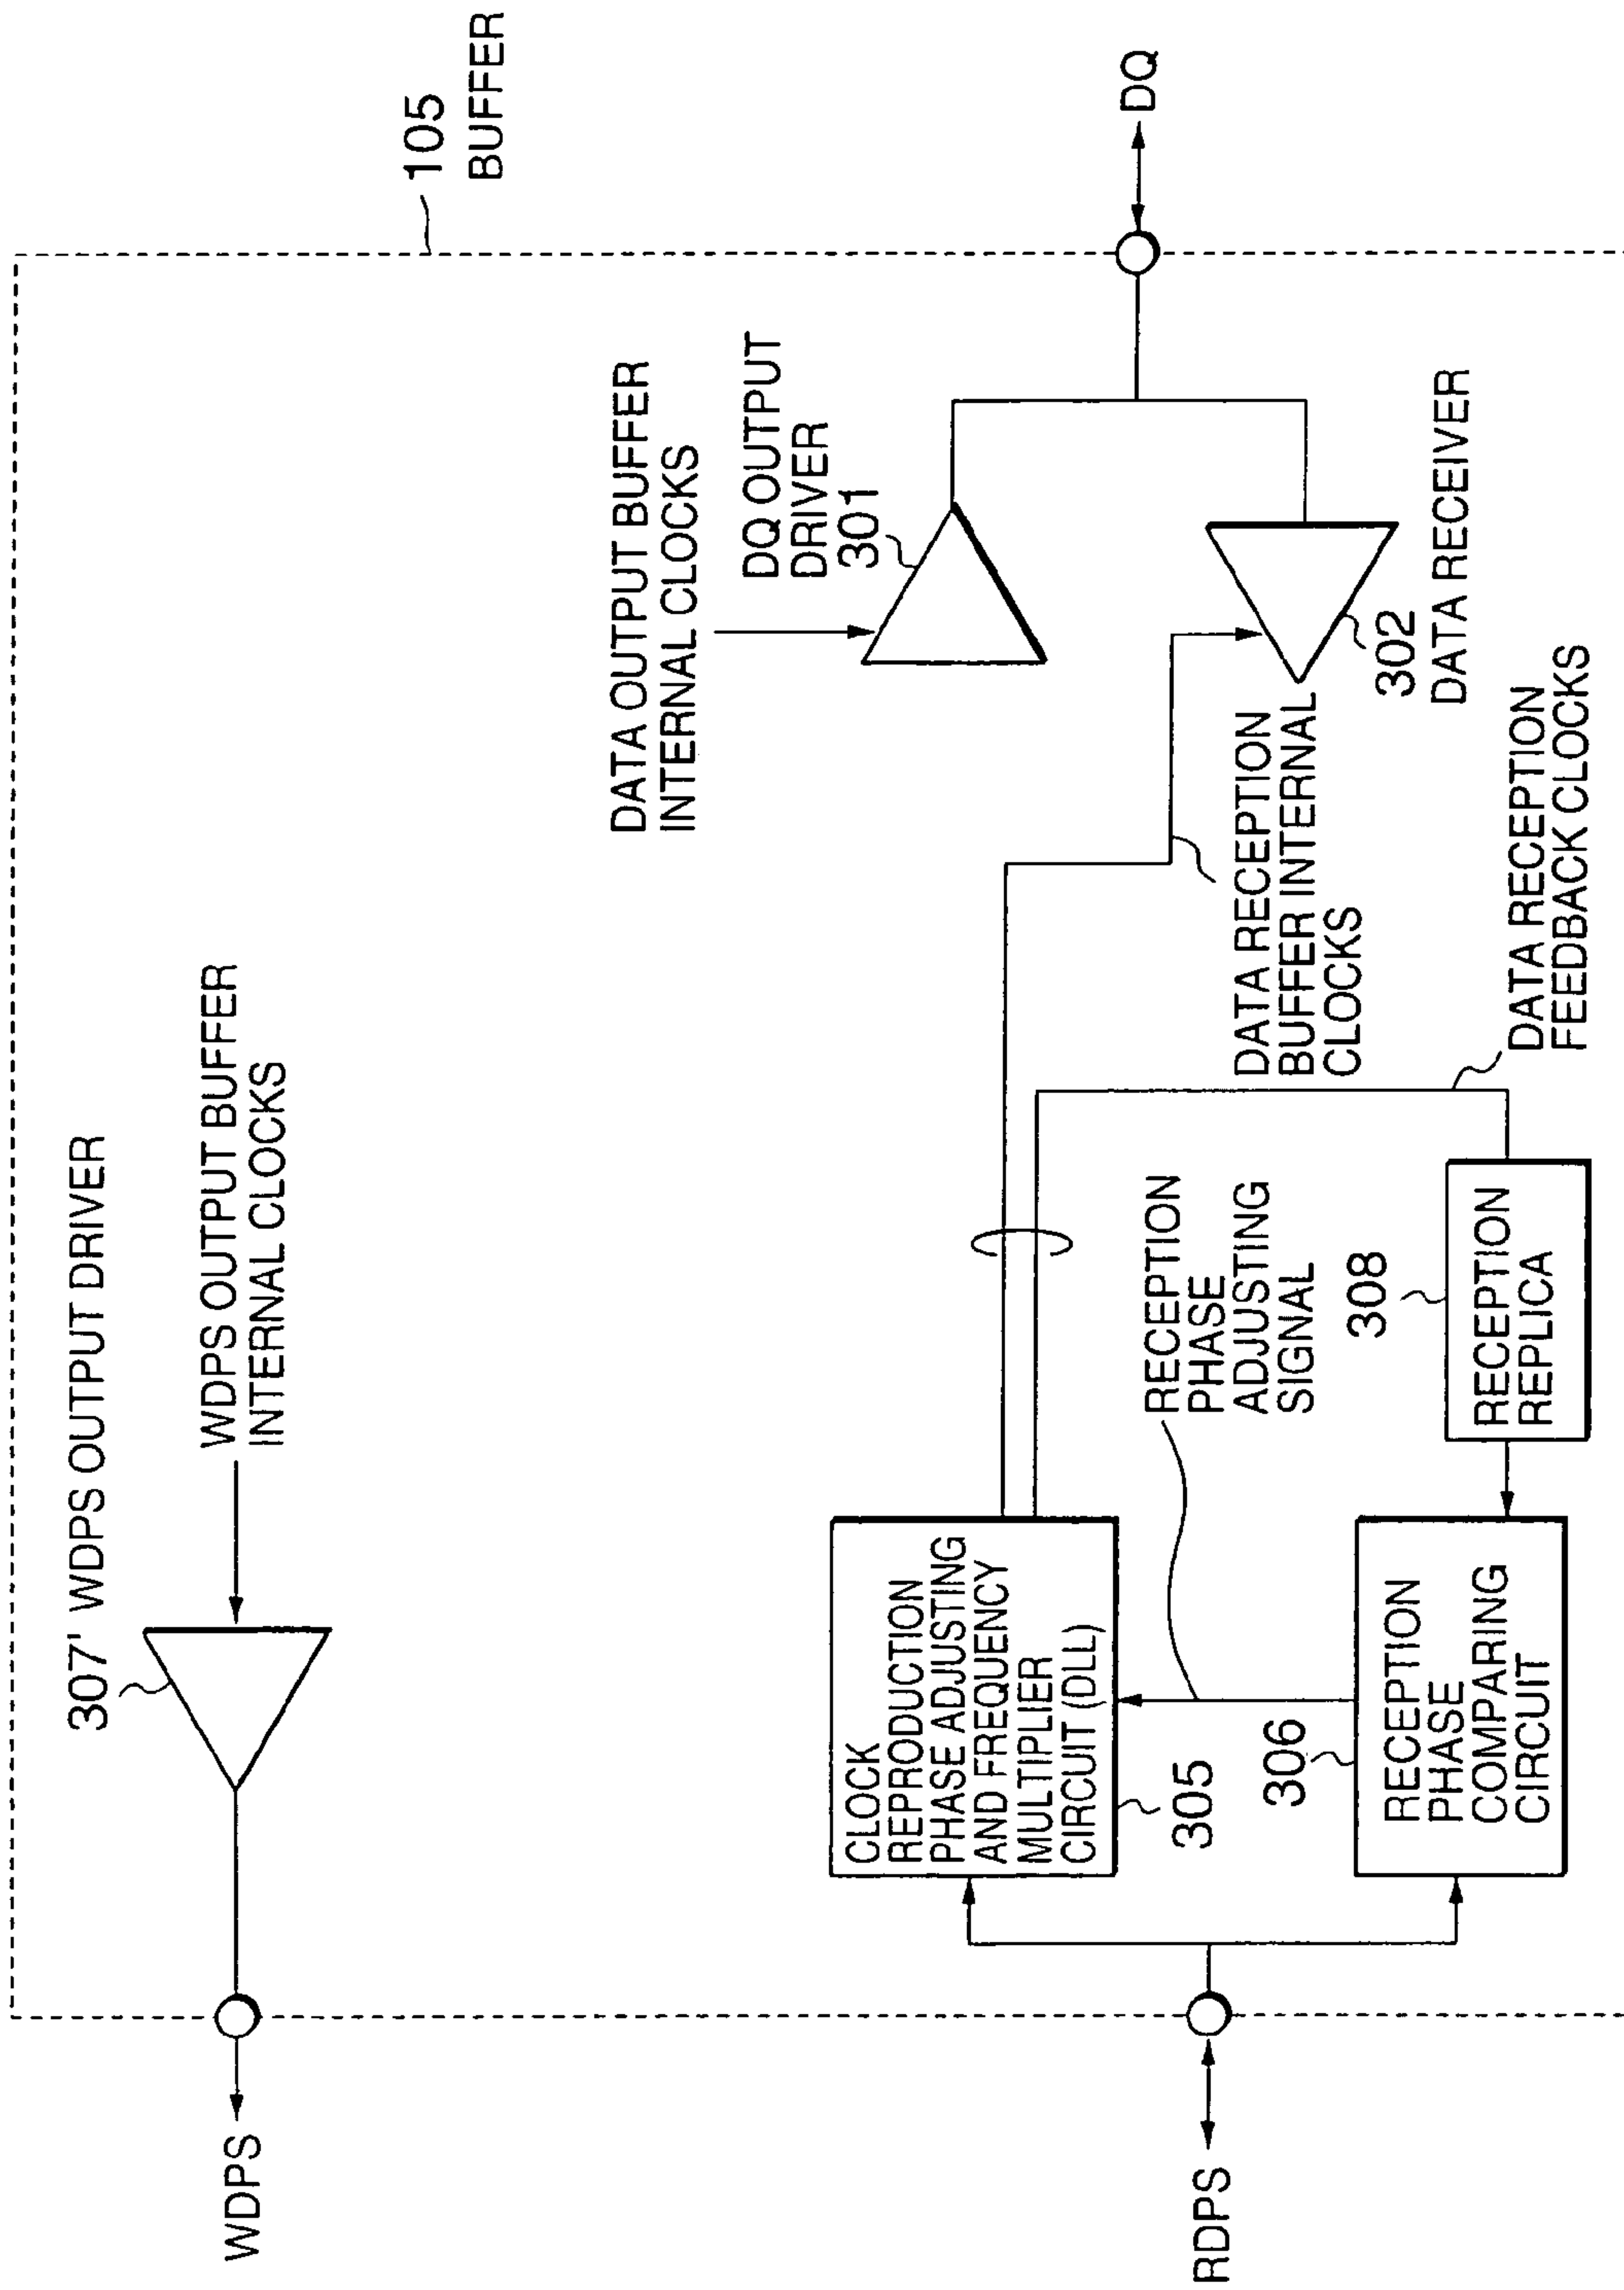 105
BUFFER
307' WDPS OUTPUT DRIVER
WDPS OUTPUT BUFFER
INTERNAL CLOCKS
WDPS
DATA OUTPUT BUFFER
INTERNAL CLOCKS
DQ OUTPUT
DRIVER
301
DQ
302
DATA RECEIVER
CLOCK
REPRODUCTION
PHASE ADJUSTING
AND FREQUENCY
MULTIPLIER
CIRCUIT (DLL)
305
DATA RECEPTION
BUFFER INTERNAL
CLOCKS
RECEPTION
PHASE
ADJUSTING
SIGNAL
RDPS
306
RECEPTION
PHASE
COMPARING
CIRCUIT
308
RECEPTION
REPLICA
DATA RECEPTION
FEEDBACK CLOCKS